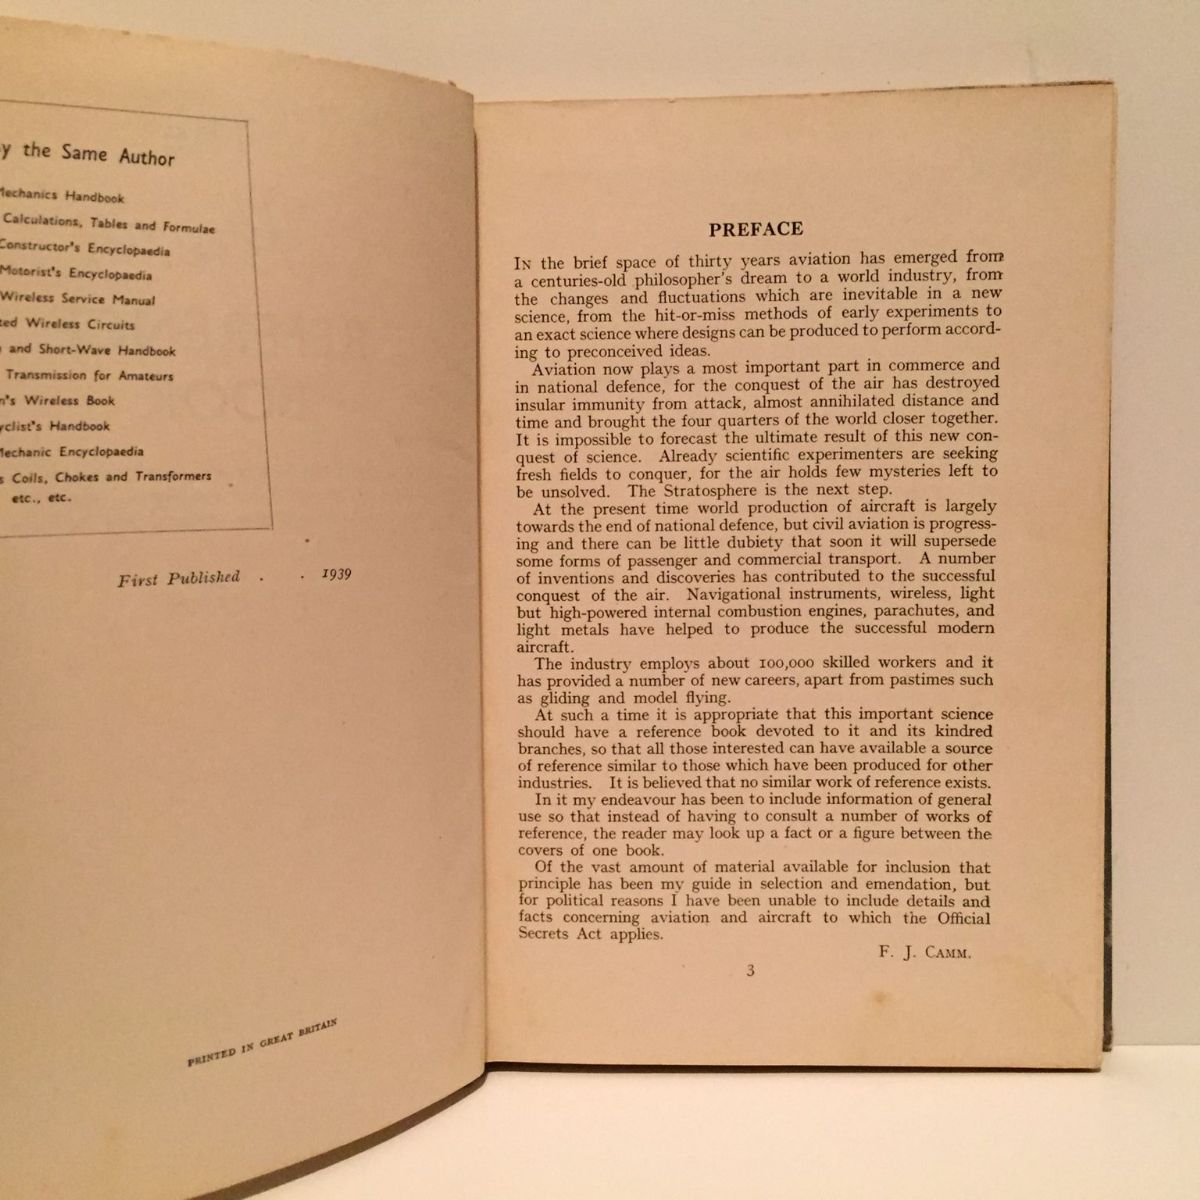 the Same Author
Mechanics Handbook
Calculations, Tables and Formulae
Constructor's Encyclopaedia
Motorist's Encyclopaedia
Wireless Service Manual
Wireless Circuits
and Short-Wave Handbook
Transmission for Amateurs
Wireless Book
Handbook
Mechanic Encyclopaedia
Coils, Chokes and Transformers
etc., etc.
First Published . . 1939
PRINTED IN GREAT BRITAIN
PREFACE
IN the brief space of thirty years aviation has emerged from
a centuries-old philosopher's dream to a world industry, from
the changes and fluctuations which are inevitable in a new
science, from the hit-or-miss methods of early experiments to
an exact science where designs can be produced to perform accord-
ing to preconceived ideas.
Aviation now plays a most important part in commerce and
in national defence, for the conquest of the air has destroyed
insular immunity from attack, almost annihilated distance and
time and brought the four quarters of the world closer together.
It is impossible to forecast the ultimate result of this new con-
quest of science. Already scientific experimenters are seeking
fresh fields to conquer, for the air holds few mysteries left to
be unsolved. The Stratosphere is the next step.
At the present time world production of aircraft is largely
towards the end of national defence, but civil aviation is progress-
ing and there can be little dubiety that soon it will supersede
some forms of passenger and commercial transport. A number
of inventions and discoveries has contributed to the successful
conquest of the air. Navigational instruments, wireless, light
but high-powered internal combustion engines, parachutes, and
light metals have helped to produce the successful modern
aircraft.
The industry employs about 100,000 skilled workers and it
has provided a number of new careers, apart from pastimes such
as gliding and model flying.
At such a time it is appropriate that this important science
should have a reference book devoted to it and its kindred
branches, so that all those interested can have available a source
of reference similar to those which have been produced for other
industries. It is believed that no similar work of reference exists.
In it my endeavour has been to include information of general
use so that instead of having to consult a number of works of
reference, the reader may look up a fact or a figure between the
covers of one book.
Of the vast amount of material available for inclusion that
principle has been my guide in selection and emendation, but
for political reasons I have been unable to include details and
facts concerning aviation and aircraft to which the Official
Secrets Act applies.
F. J. CAMM.
3